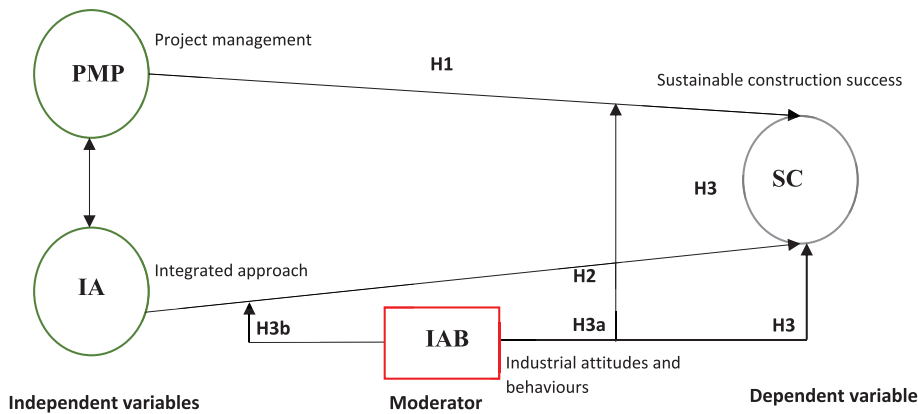 Project management
PMP
H1
Sustainable construction success
SC
H3
Integrated approach
IA
H2
H3b
IAB
H3a
H3
Industrial attitudes and
behaviours
Independent variables
Moderator
Dependent variable